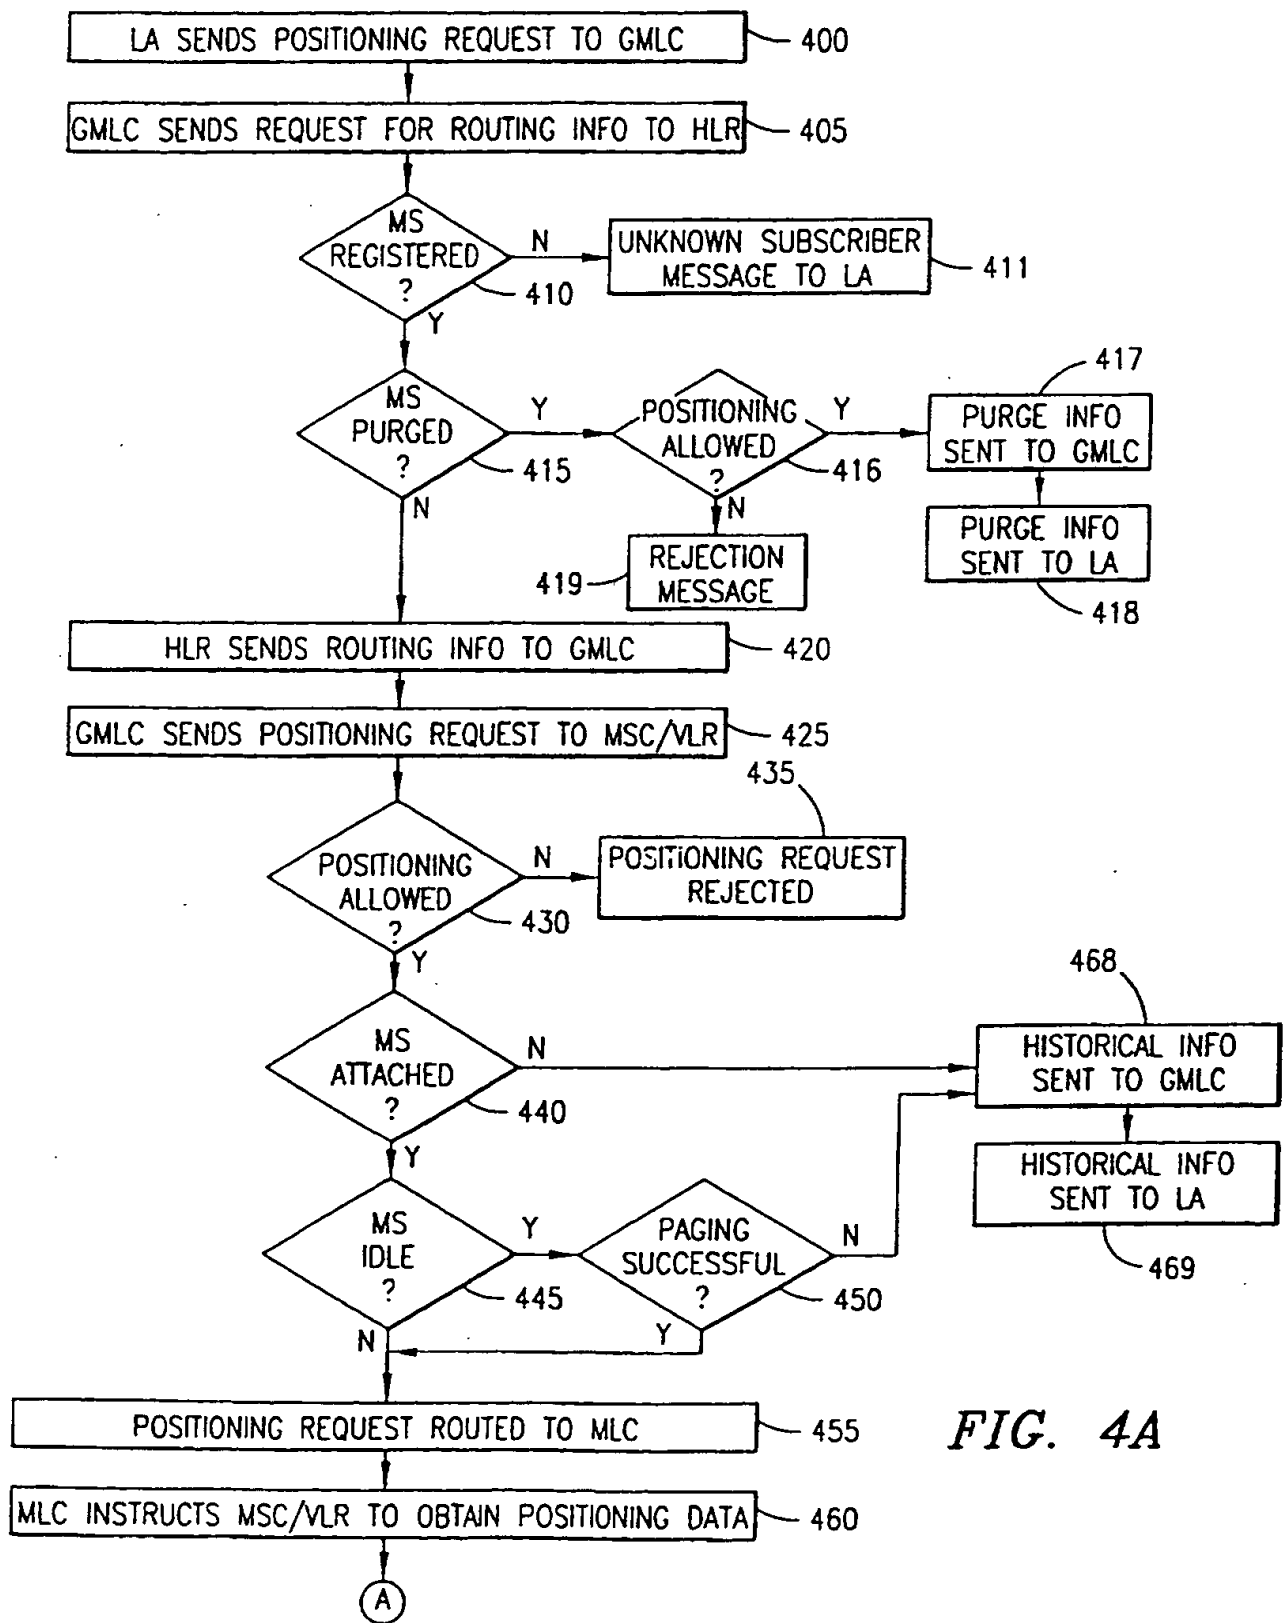 LA SENDS POSITIONING REQUEST TO GMLC
400
GMLC SENDS REQUEST FOR ROUTING INFO TO HLR
405
MS
REGISTERED
?
410
N
UNKNOWN SUBSCRIBER
MESSAGE TO LA
411
Y
MS
PURGED
?
415
Y
POSITIONING
ALLOWED
?
416
Y
417
PURGE INFO
SENT TO GMLC
PURGE INFO
SENT TO LA
418
N
N
REJECTION
MESSAGE
419
HLR SENDS ROUTING INFO TO GMLC
420
GMLC SENDS POSITIONING REQUEST TO MSC/VLR
425
POSITIONING
ALLOWED
?
430
N
435
POSITIONING REQUEST
REJECTED
Y
MS
ATTACHED
?
440
N
468
HISTORICAL INFO
SENT TO GMLC
HISTORICAL INFO
SENT TO LA
469
Y
MS
IDLE
?
445
Y
PAGING
SUCCESSFUL
?
450
N
N
Y
POSITIONING REQUEST ROUTED TO MLC
455
MLC INSTRUCTS MSC/VLR TO OBTAIN POSITIONING DATA
460
A
FIG. 4A